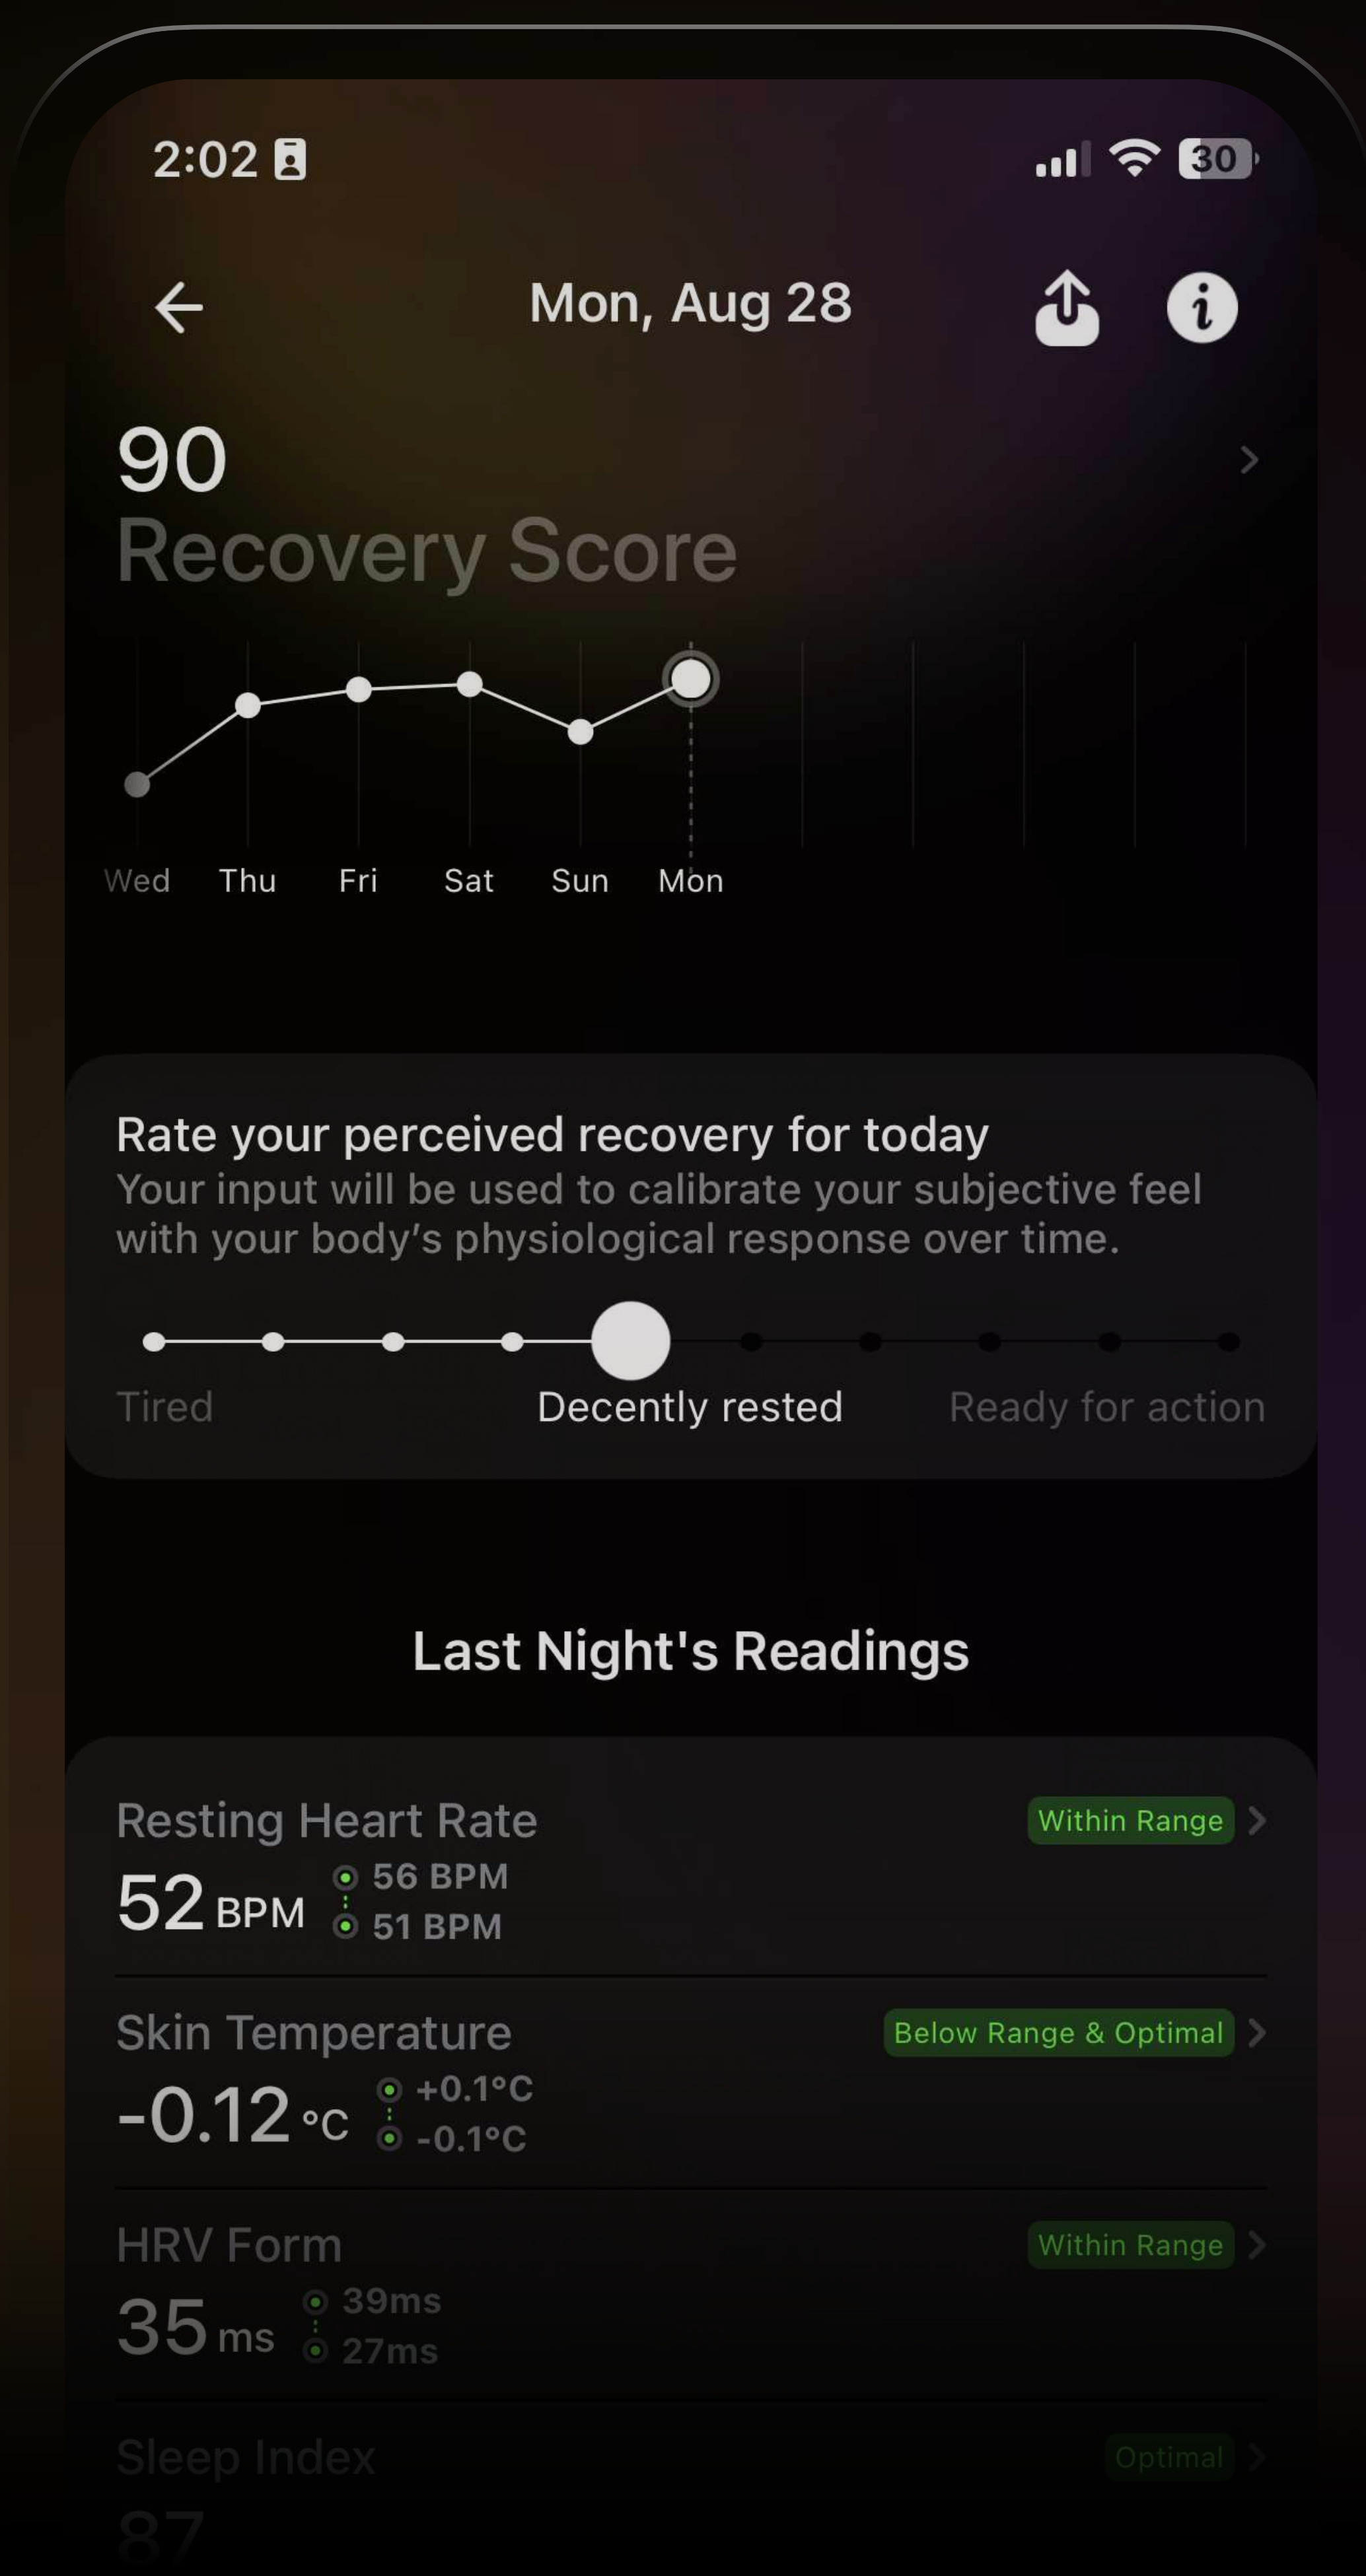 2:02
30
Mon, Aug 28
90
Recovery Score
Wed Thu Fri Sat Sun Mon
Rate your perceived recovery for today
Your input will be used to calibrate your subjective feel
with your body’s physiological response over time.
Tired Decently rested Ready for action
Last Night's Readings
Resting Heart Rate Within Range
52 BPM 56 BPM
51 BPM
Skin Temperature Below Range & Optimal
-0.12 °C +0.1°C
-0.1°C
HRV Form Within Range
35 ms 39ms
27ms
Sleep Index Optimal
87